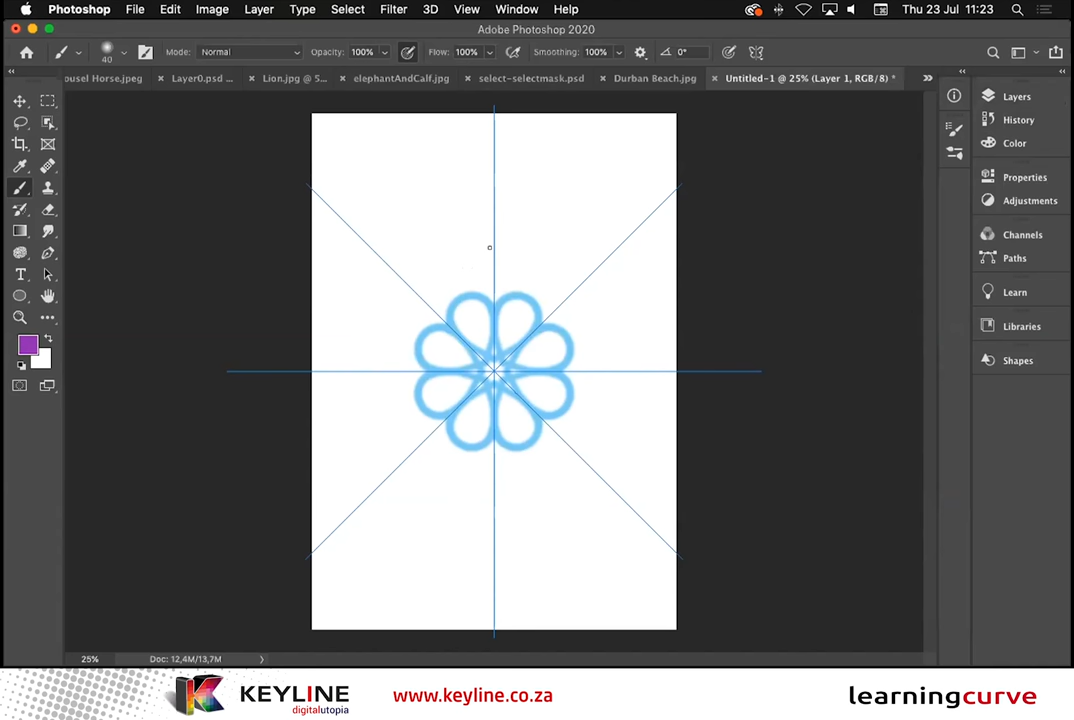 Photoshop File Edit Image Layer Type Select Filter 3D View Window Help Thu 23 Jul 11:23
Adobe Photoshop 2020
40 Mode: Normal Opacity: 100% Flow: 100% Smoothing: 100% 0°
ousel Horse.jpeg × Layer0.psd ... × Lion.jpg @ 5... × elephantAndCalf.jpg × select-selectmask.psd × Durban Beach.jpg × Untitled-1 @ 25% (Layer 1, RGB/8) *
Layers
History
Color
Properties
Adjustments
Channels
Paths
Learn
Libraries
Shapes
25% Doc: 12,4M/13,7M
KEYLINE
digitalutopia
www.keyline.co.za
learningcurve